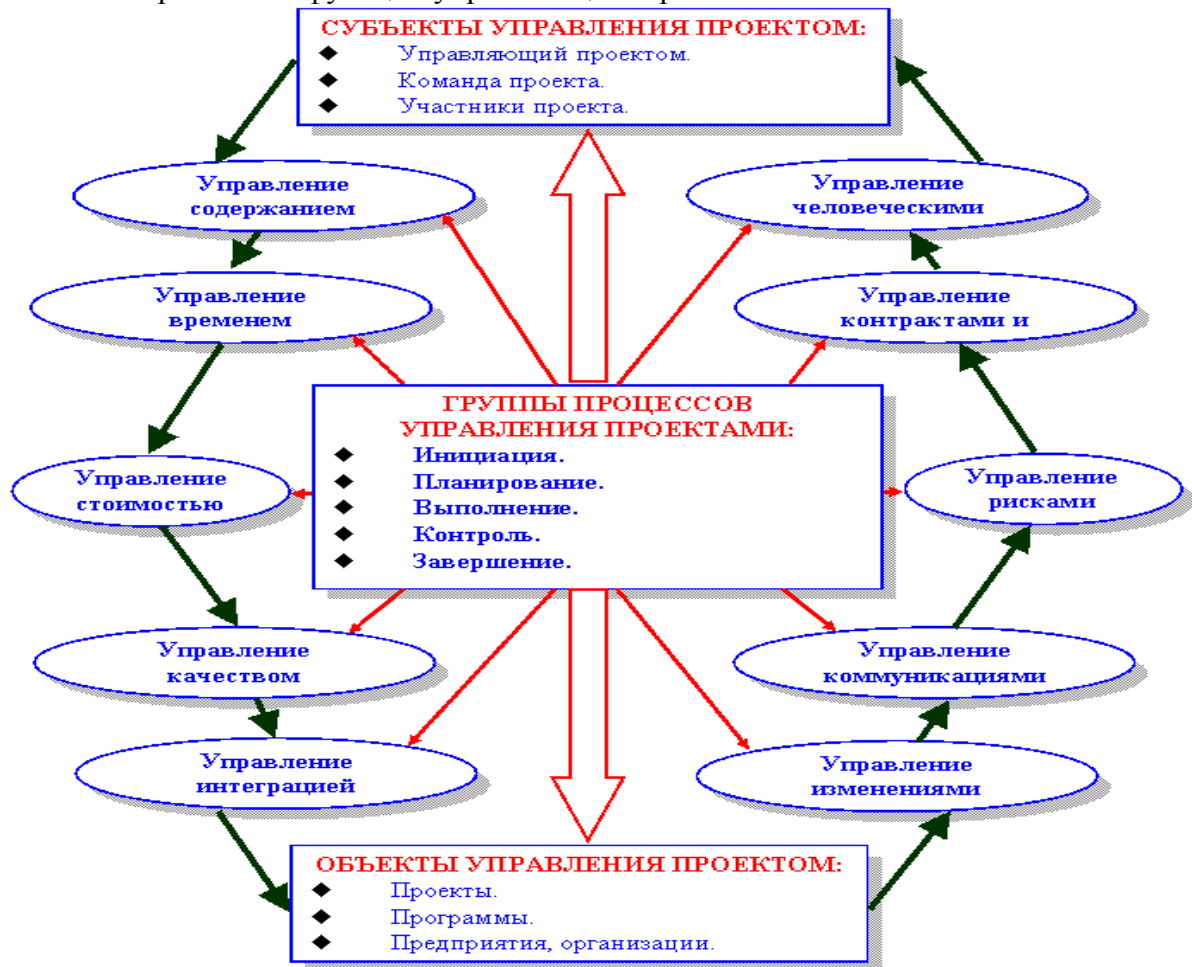 СУБЪЕКТЫ УПРАВЛЕНИЯ ПРОЕКТОМ:
◆ Управляющий проектом.
◆ Команда проекта.
◆ Участники проекта.
Управление
содержанием
Управление
человеческими
Управление
временем
Управление
контрактами и
ГРУППЫ ПРОЦЕССОВ
УПРАВЛЕНИЯ ПРОЕКТАМИ:
◆ Инициация.
◆ Планирование.
◆ Выполнение.
◆ Контроль.
◆ Завершение.
Управление
стоимостью
Управление
рисками
Управление
качеством
Управление
коммуникациями
Управление
интеграцией
Управление
изменениями
ОБЪЕКТЫ УПРАВЛЕНИЯ ПРОЕКТОМ:
◆ Проекты.
◆ Программы.
◆ Предприятия, организации.